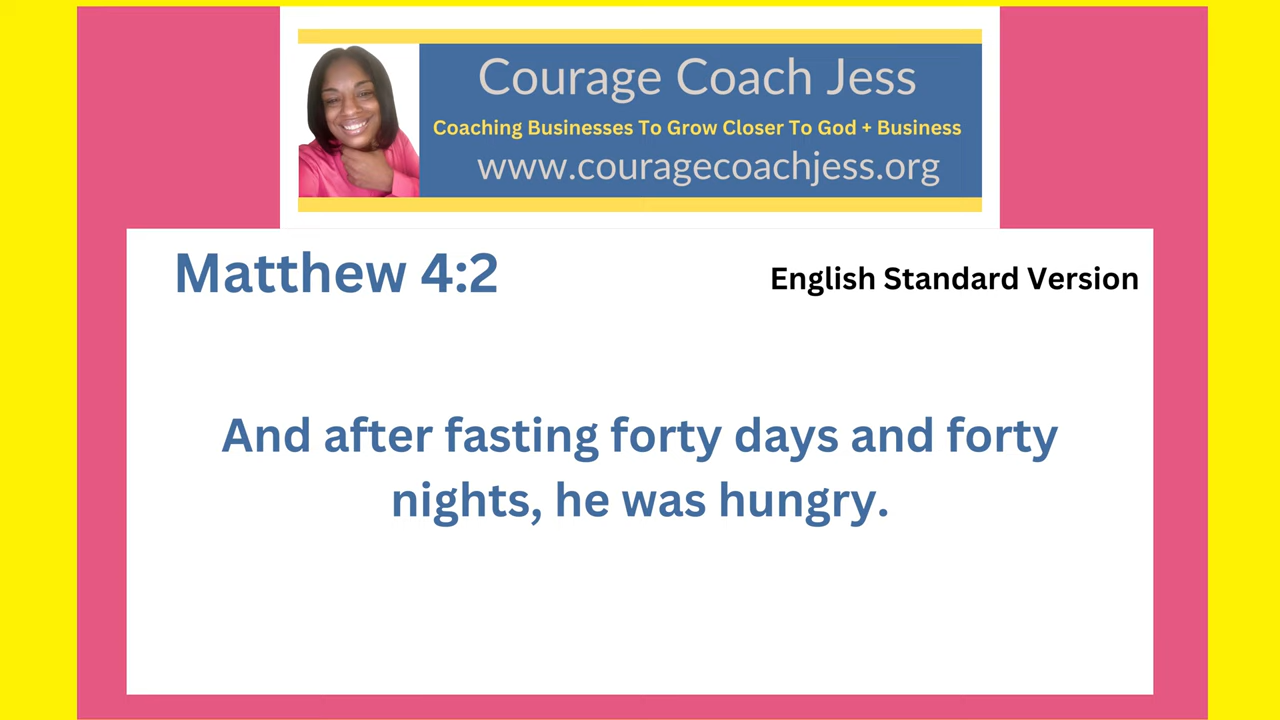 Courage Coach Jess
Coaching Businesses To Grow Closer To God + Business
www.couragecoachjess.org
Matthew 4:2
English Standard Version
And after fasting forty days and forty
nights, he was hungry.